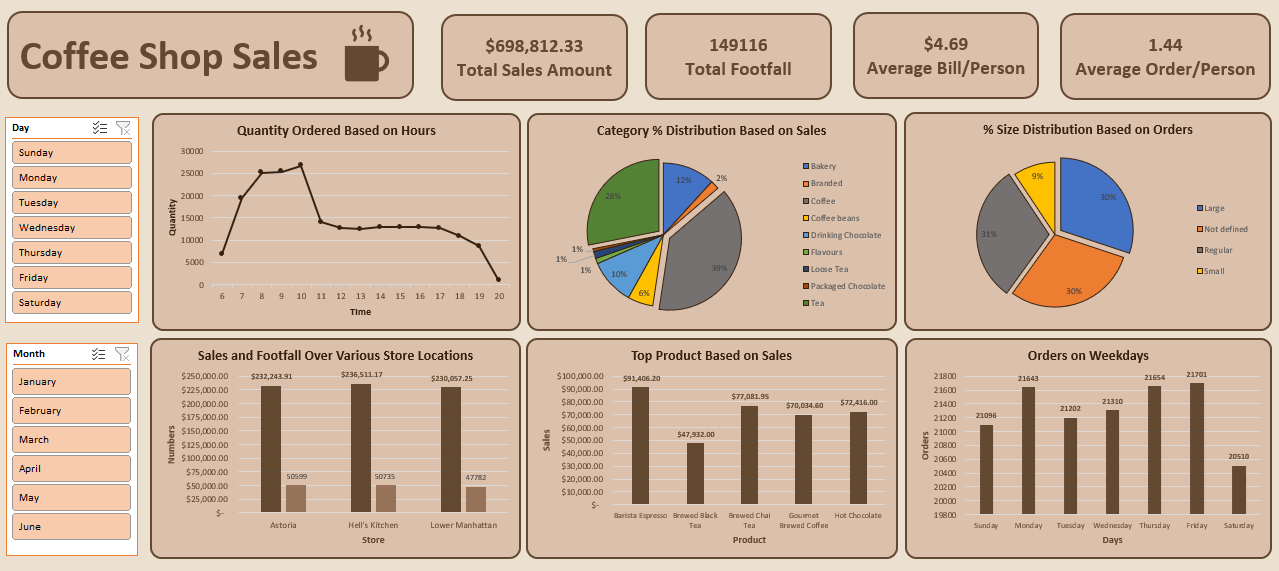 Coffee Shop Sales
$698,812.33
Total Sales Amount
149116
Total Footfall
$4.69
Average Bill/Person
1.44
Average Order/Person
Day
Sunday
Monday
Tuesday
Wednesday
Thursday
Friday
Saturday
Month
January
February
March
April
May
June
Quantity Ordered Based on Hours
Quantity
30000
25000
20000
15000
10000
5000
0
6 7 8 9 10 11 12 13 14 15 16 17 18 19 20
Time
Category % Distribution Based on Sales
12%
2%
39%
6%
10%
1%
1%
1%
28%
Bakery
Branded
Coffee
Coffee beans
Drinking Chocolate
Flavours
Loose Tea
Packaged Chocolate
Tea
% Size Distribution Based on Orders
30%
30%
31%
9%
Large
Not defined
Regular
Small
Sales and Footfall Over Various Store Locations
Numbers
$250,000.00
$225,000.00
$200,000.00
$175,000.00
$150,000.00
$125,000.00
$100,000.00
$75,000.00
$50,000.00
$25,000.00
$-
$232,243.91
50599
$236,511.17
50735
$230,057.25
47782
Astoria
Hell's Kitchen
Lower Manhattan
Store
Top Product Based on Sales
Sales
$100,000.00
$90,000.00
$80,000.00
$70,000.00
$60,000.00
$50,000.00
$40,000.00
$30,000.00
$20,000.00
$10,000.00
$-
$91,406.20
$47,932.00
$77,081.95
$70,034.60
$72,416.00
Barista Espresso
Brewed Black
Tea
Brewed Chai
Tea
Gourmet
Brewed Coffee
Hot Chocolate
Product
Orders on Weekdays
Orders
21800
21600
21400
21200
21000
20800
20600
20400
20200
20000
19800
21096
21643
21202
21310
21654
21701
20510
Sunday
Monday
Tuesday
Wednesday
Thursday
Friday
Saturday
Days